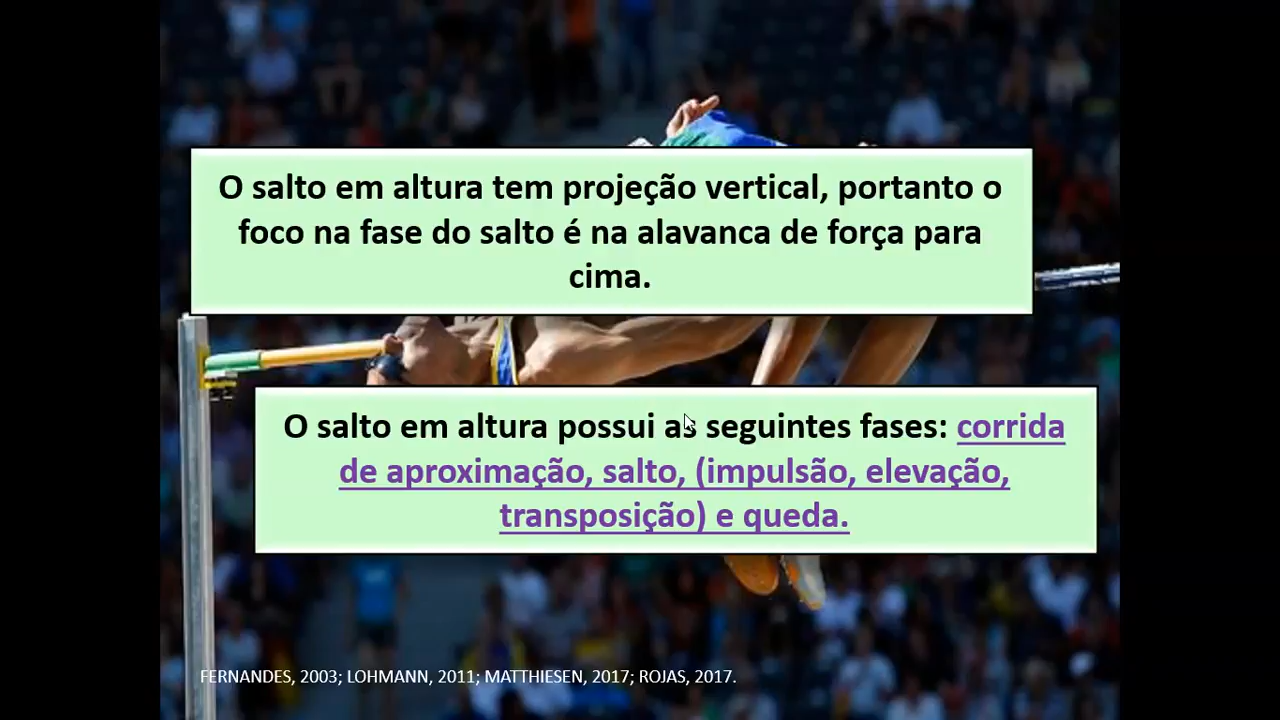 O salto em altura tem projeção vertical, portanto o
foco na fase do salto é na alavanca de força para
cima.
O salto em altura possui as seguintes fases: corrida
de aproximação, salto, (impulsão, elevação,
transposição) e queda.
FERNANDES, 2003; LOHMANN, 2011; MATTHIESEN, 2017; ROJAS, 2017.